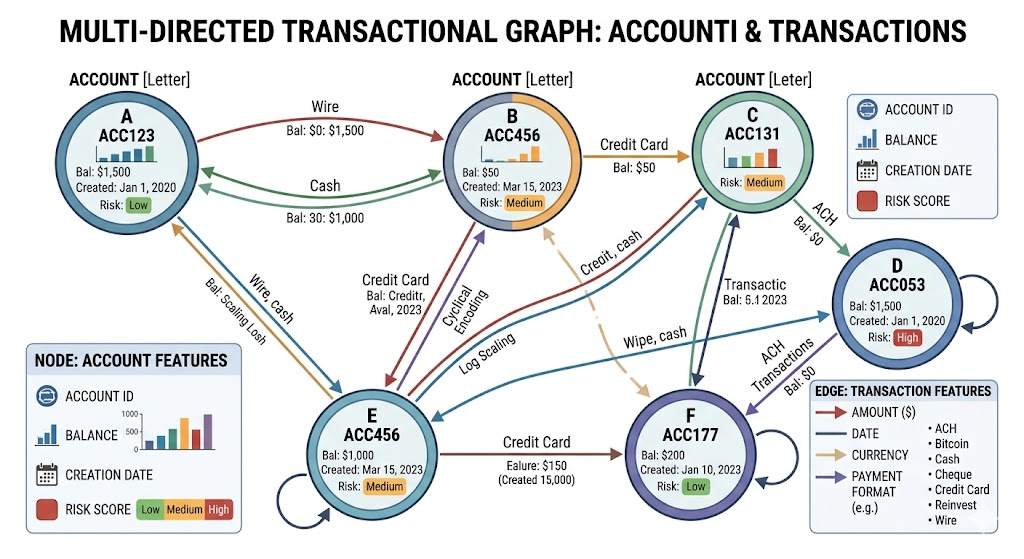 MULTI-DIRECTED TRANSACTIONAL GRAPH: ACCOUNTI & TRANSACTIONS
ACCOUNT [Letter]
A
ACC123
Bal: $1,500
Created: Jan 1, 2020
Risk: Low
Wire
Bal: $0: $1,500
Cash
Bal: 30: $1,000
ACCOUNT [Letter]
B
ACC456
Bal: $50
Created: Mar 15, 2023
Risk: Medium
Credit Card
Bal: $50
ACCOUNT [Leter]
C
ACC131
Risk: Medium
ACCOUNT ID
BALANCE
CREATION DATE
RISK SCORE
ACH
Bal: $0
D
ACC053
Bal: $1,500
Created: Jan 1, 2020
Risk: High
Wire, cash
Bal: Scaling Losh
Credit Card
Bal: Creditr,
Aval, 2023
Cyclical
Encoding
Credit, cash
Log Scaling
Transactic
Bal: 5.1 2023
Wipe, cash
ACH
Transactions
Bal: $0
NODE: ACCOUNT FEATURES
ACCOUNT ID
BALANCE
1000
500
0
CREATION DATE
RISK SCORE
Low Medium High
E
ACC456
Bal: $1,000
Created: Mar 15, 2023
Risk: Medium
Credit Card
Ealure: $150
(Created 15,000)
F
ACC177
Bal: $200
Created: Jan 10, 2023
Risk: Low
EDGE: TRANSACTION FEATURES
AMOUNT ($)
DATE
CURRENCY
PAYMENT
FORMAT
(e.g.)
• ACH
• Bitcoin
• Cash
• Cheque
• Credit Card
• Reinvest
• Wire